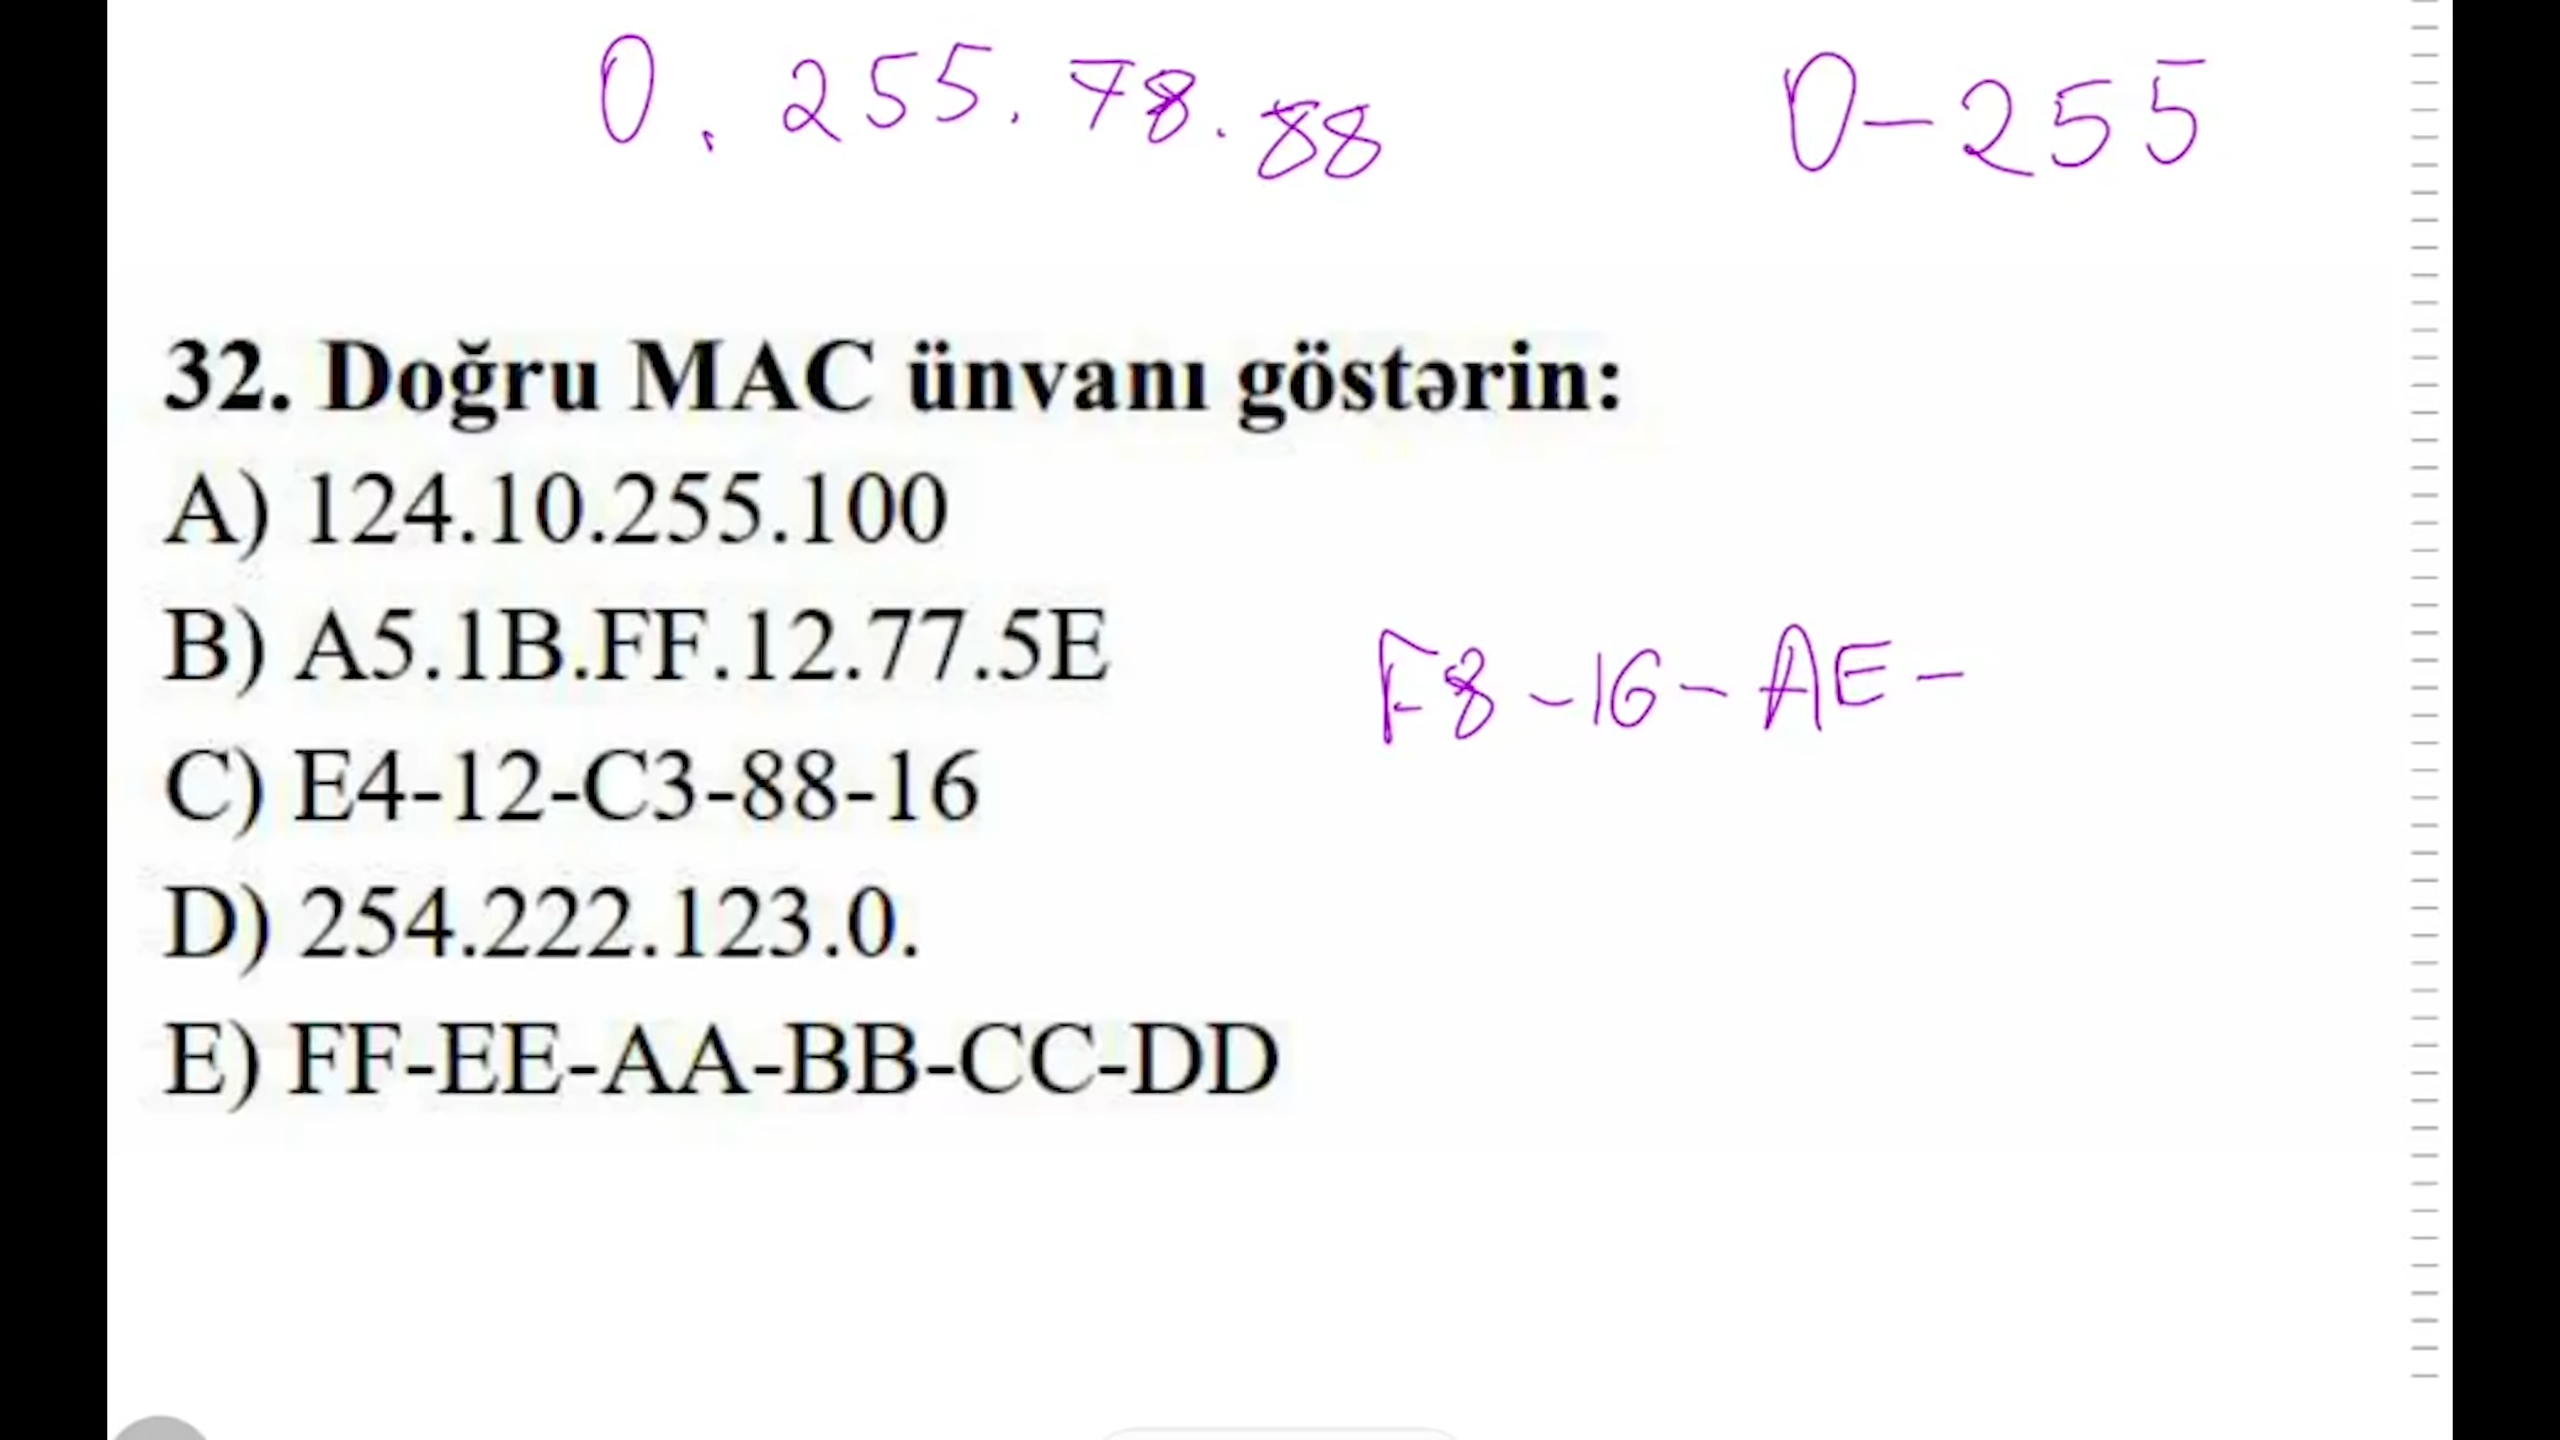 0.255.78.88
0-255
32. Doğru MAC ünvanı göstərin:
A) 124.10.255.100
B) A5.1B.FF.12.77.5E
F8-16-AE-
C) E4-12-C3-88-16
D) 254.222.123.0.
E) FF-EE-AA-BB-CC-DD